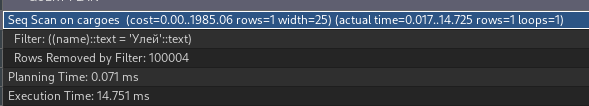 Seq Scan on cargoes (cost=0.00..1985.06 rows=1 width=25) (actual time=0.017..14.725 rows=1 loops=1)
Filter: ((name)::text = 'Улей'::text)
Rows Removed by Filter: 100004
Planning Time: 0.071 ms
Execution Time: 14.751 ms